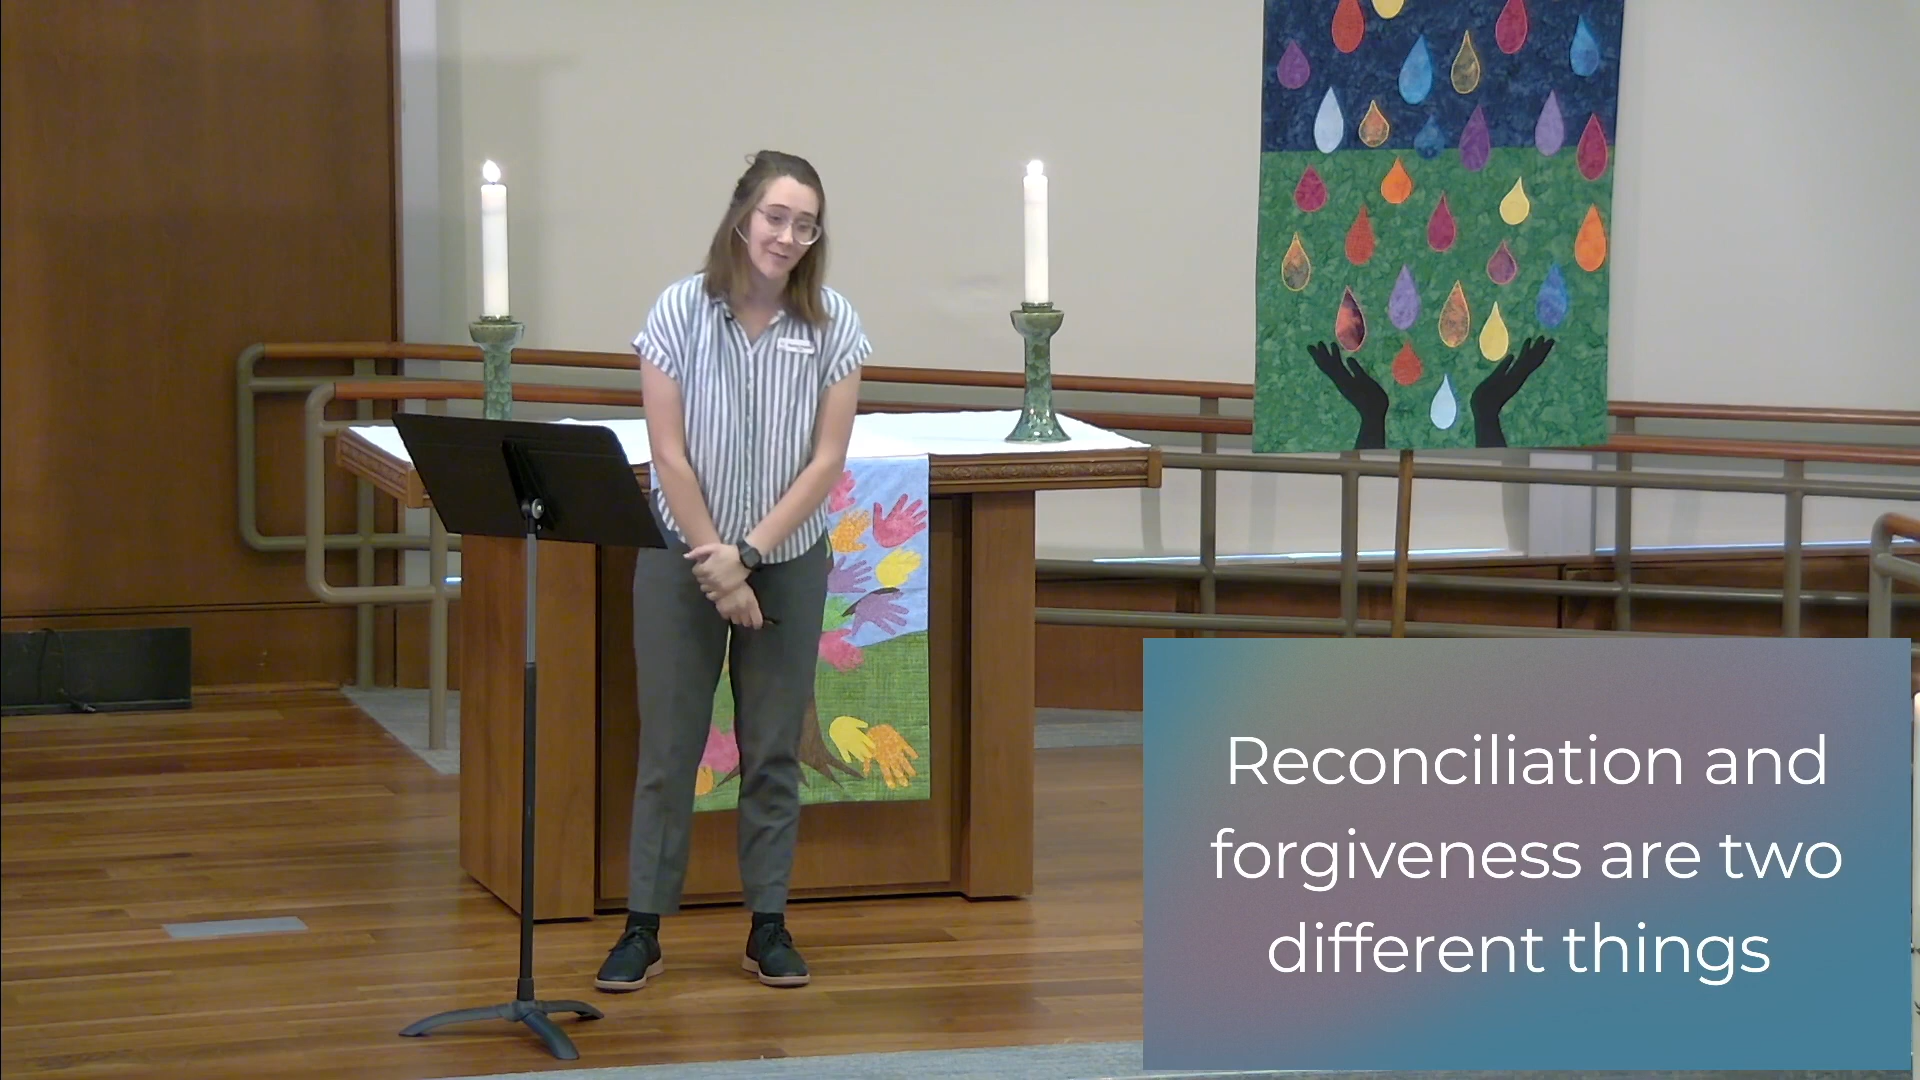 Reconciliation and
forgiveness are two
different things